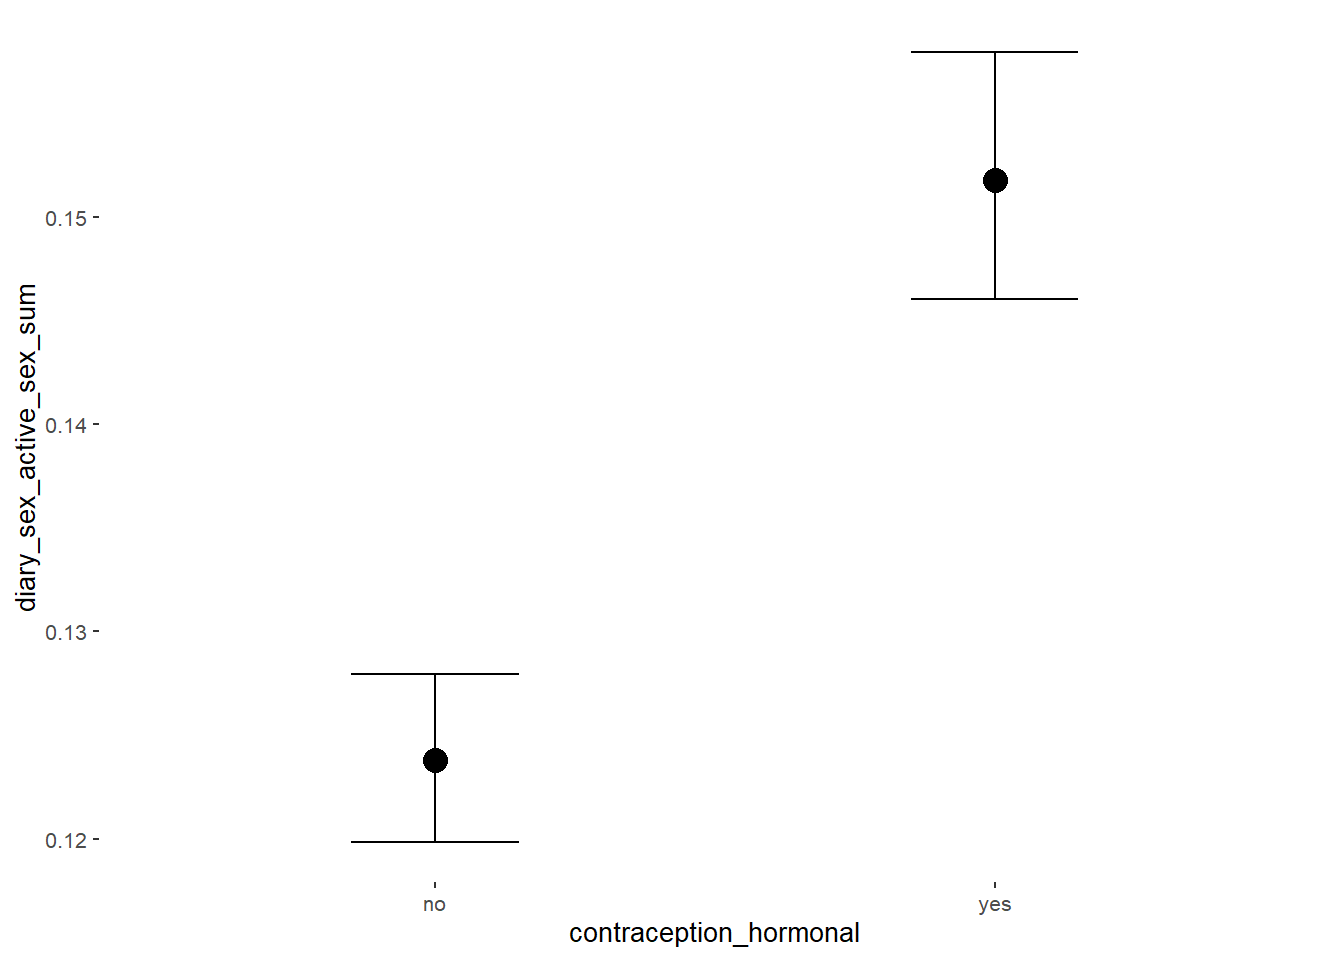 diary_sex_active_sex_sum
0.15
0.14
0.13
0.12
no
yes
contraception_hormonal